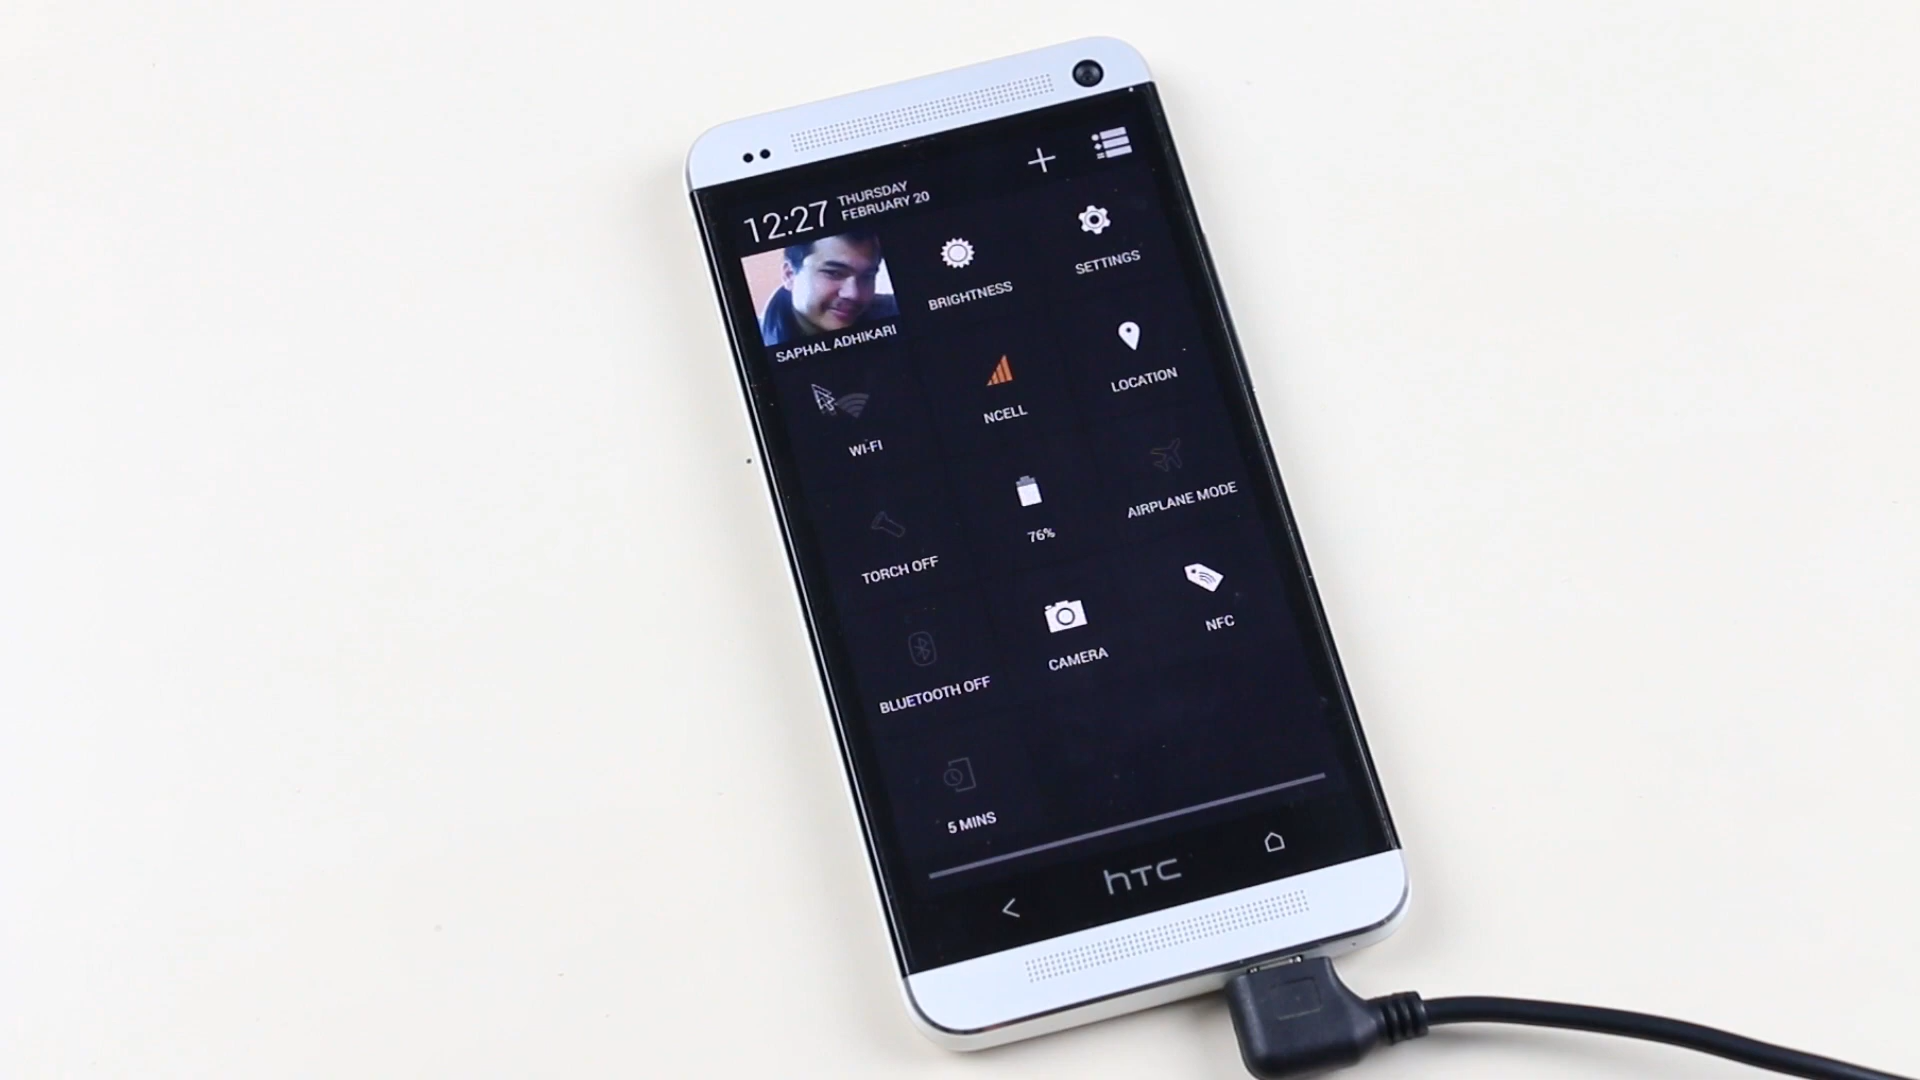 12:27
THURSDAY
FEBRUARY 20
SAPHAL ADHIKARI
BRIGHTNESS
SETTINGS
WI-FI
NCELL
LOCATION
TORCH OFF
76%
AIRPLANE MODE
BLUETOOTH OFF
CAMERA
NFC
5 MINS
hTC